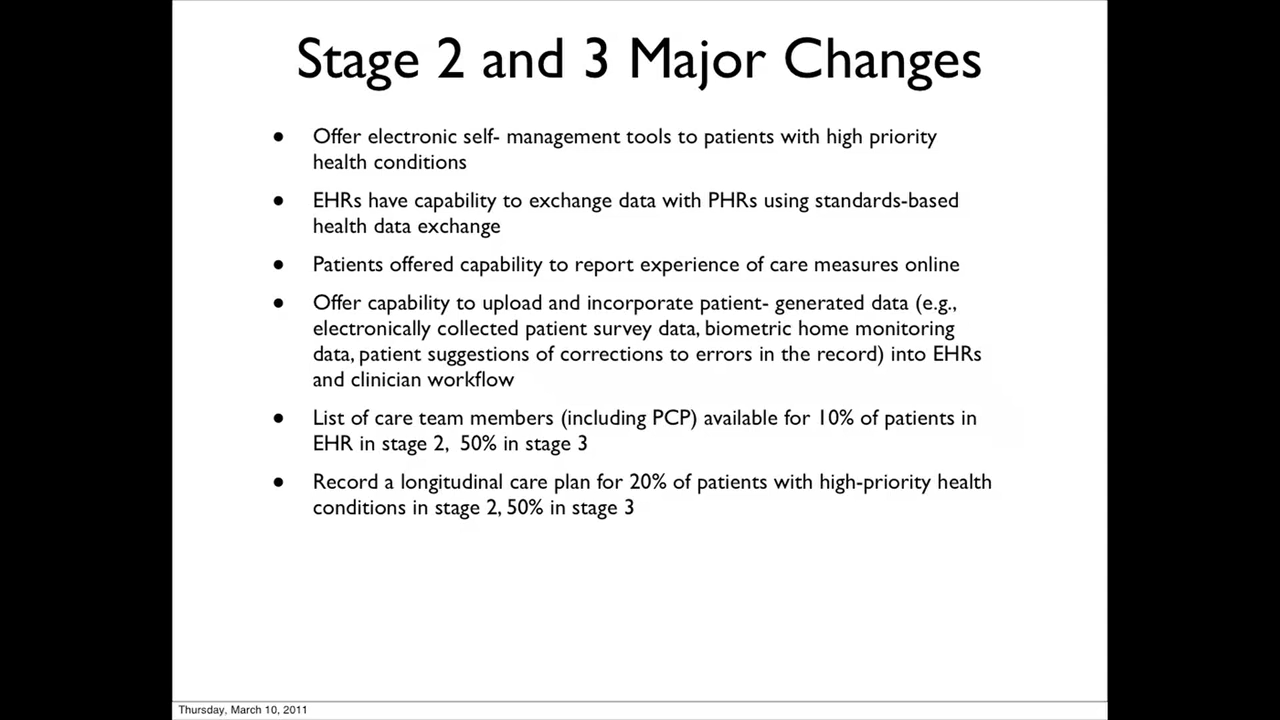 Stage 2 and 3 Major Changes
• Offer electronic self- management tools to patients with high priority
health conditions
• EHRs have capability to exchange data with PHRs using standards-based
health data exchange
• Patients offered capability to report experience of care measures online
• Offer capability to upload and incorporate patient- generated data (e.g.,
electronically collected patient survey data, biometric home monitoring
data, patient suggestions of corrections to errors in the record) into EHRs
and clinician workflow
• List of care team members (including PCP) available for 10% of patients in
EHR in stage 2,  50% in stage 3
• Record a longitudinal care plan for 20% of patients with high-priority health
conditions in stage 2, 50% in stage 3
Thursday, March 10, 2011